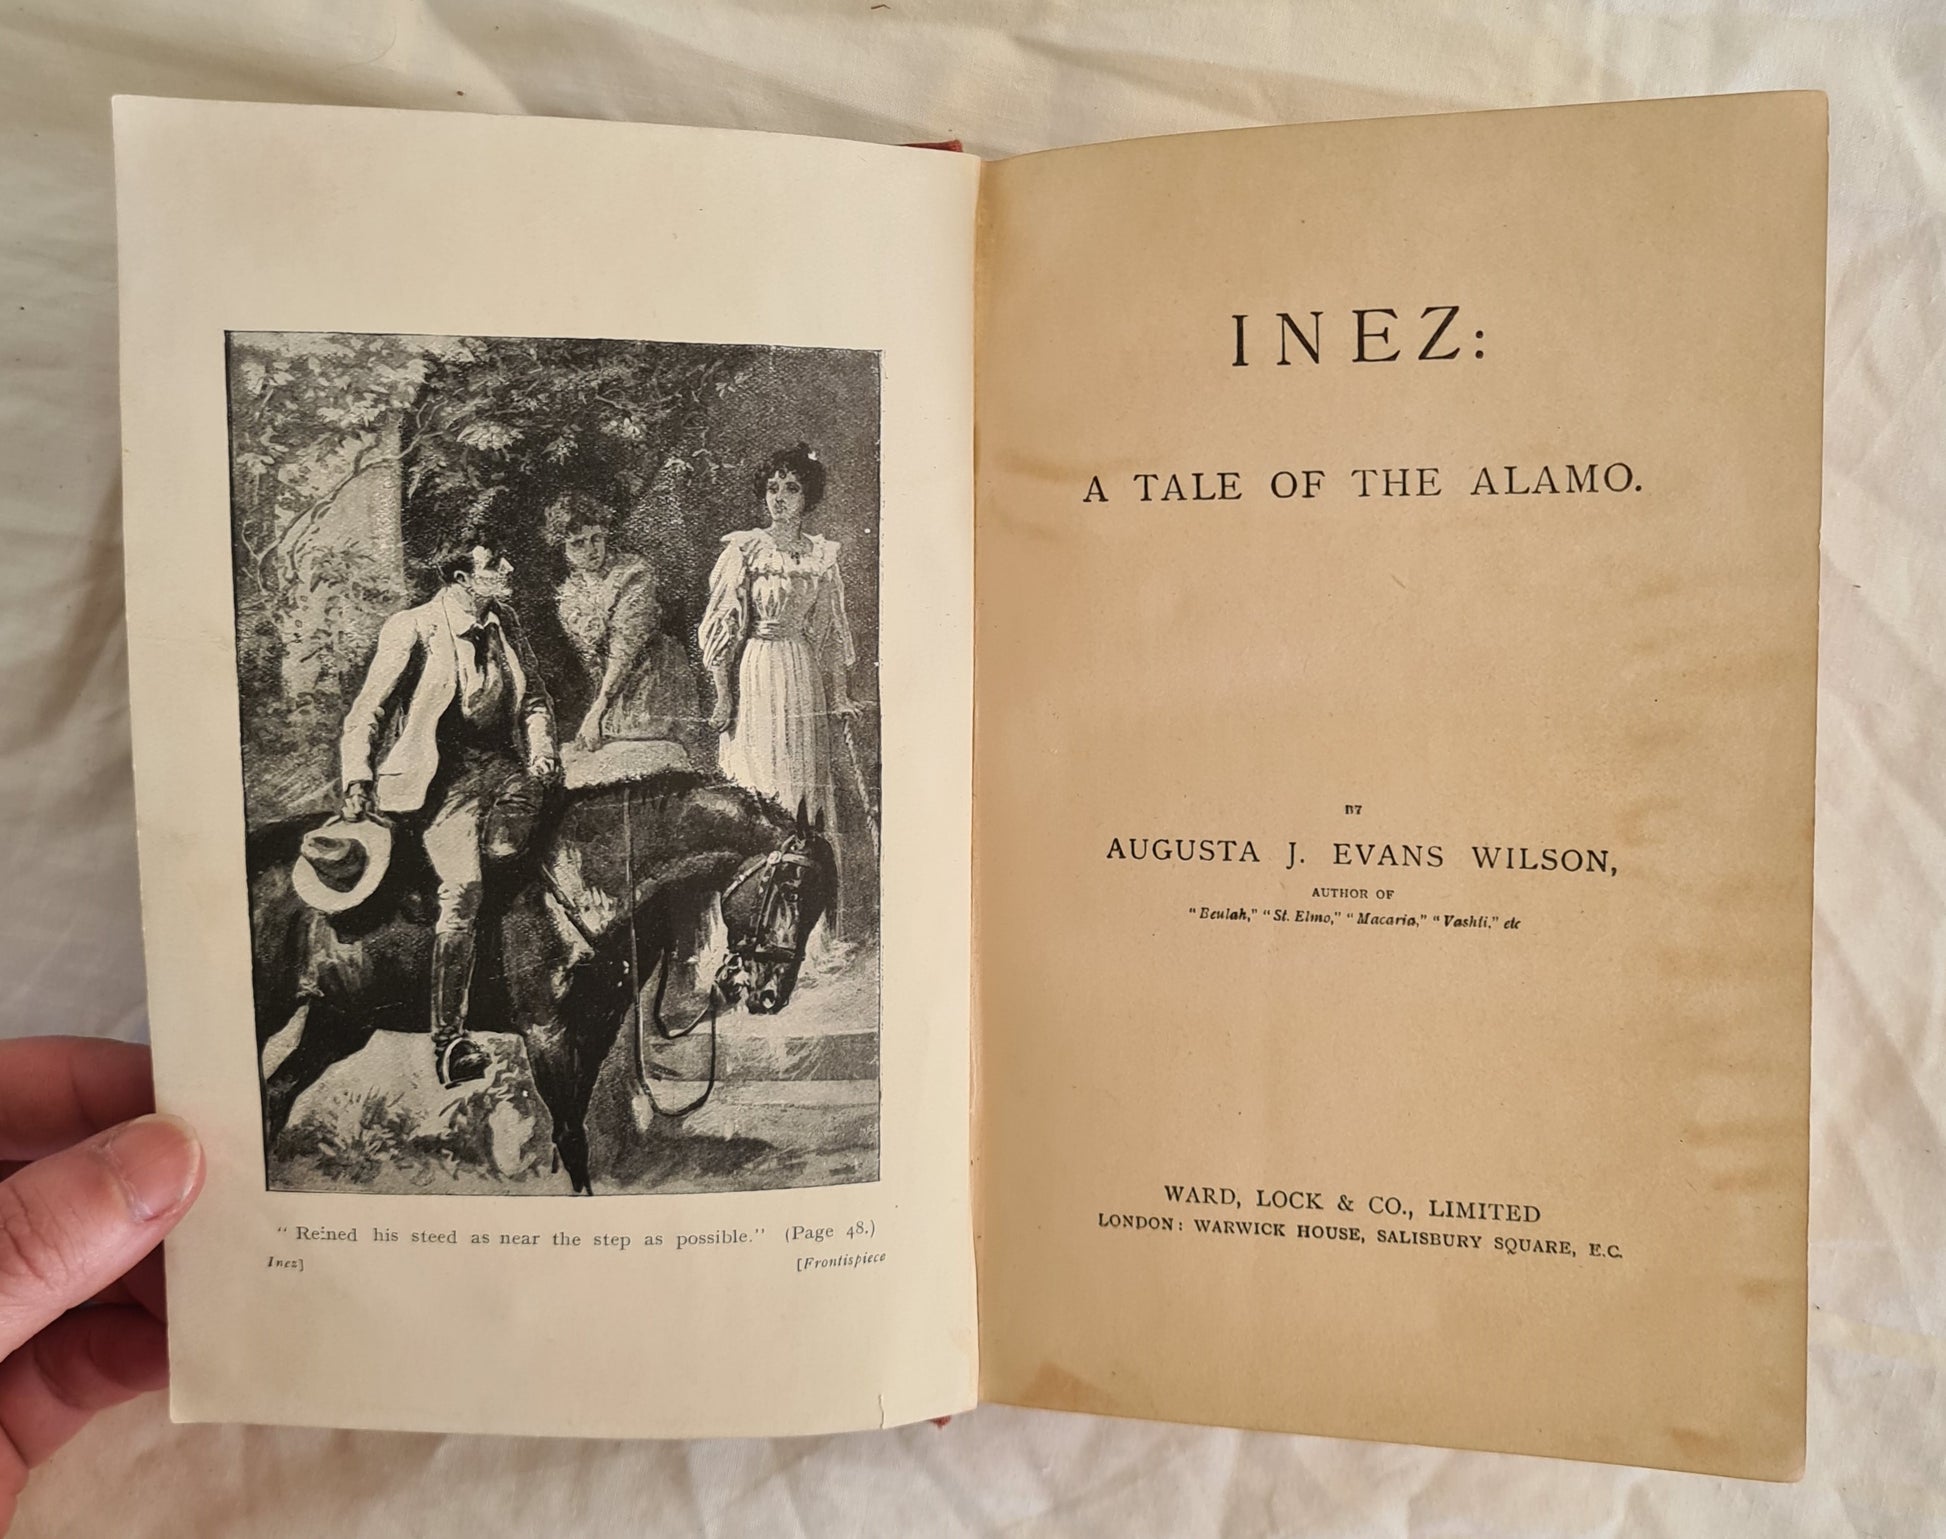 "Reined his steed as near the step as possible." (Page 48.)
Inez] [Frontispiece
INEZ:
A TALE OF THE ALAMO.
BY
AUGUSTA J. EVANS WILSON,
AUTHOR OF
"Beulah," "St. Elmo," "Macaria," "Vashti," etc
WARD, LOCK & CO., LIMITED
LONDON: WARWICK HOUSE, SALISBURY SQUARE, E.C.